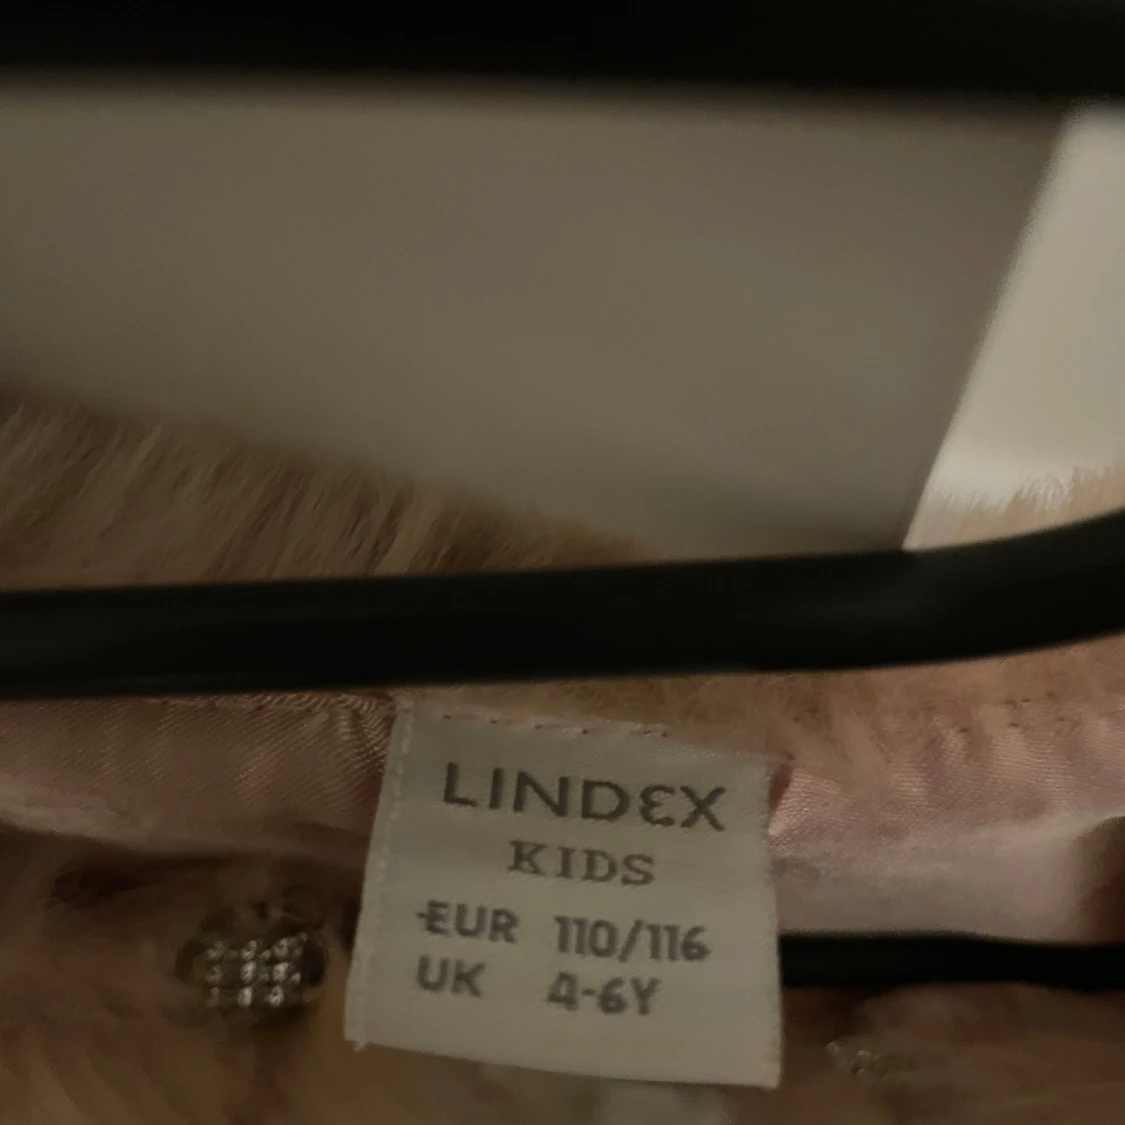 LINDEX
KIDS
EUR 110/116
UK 4-6Y